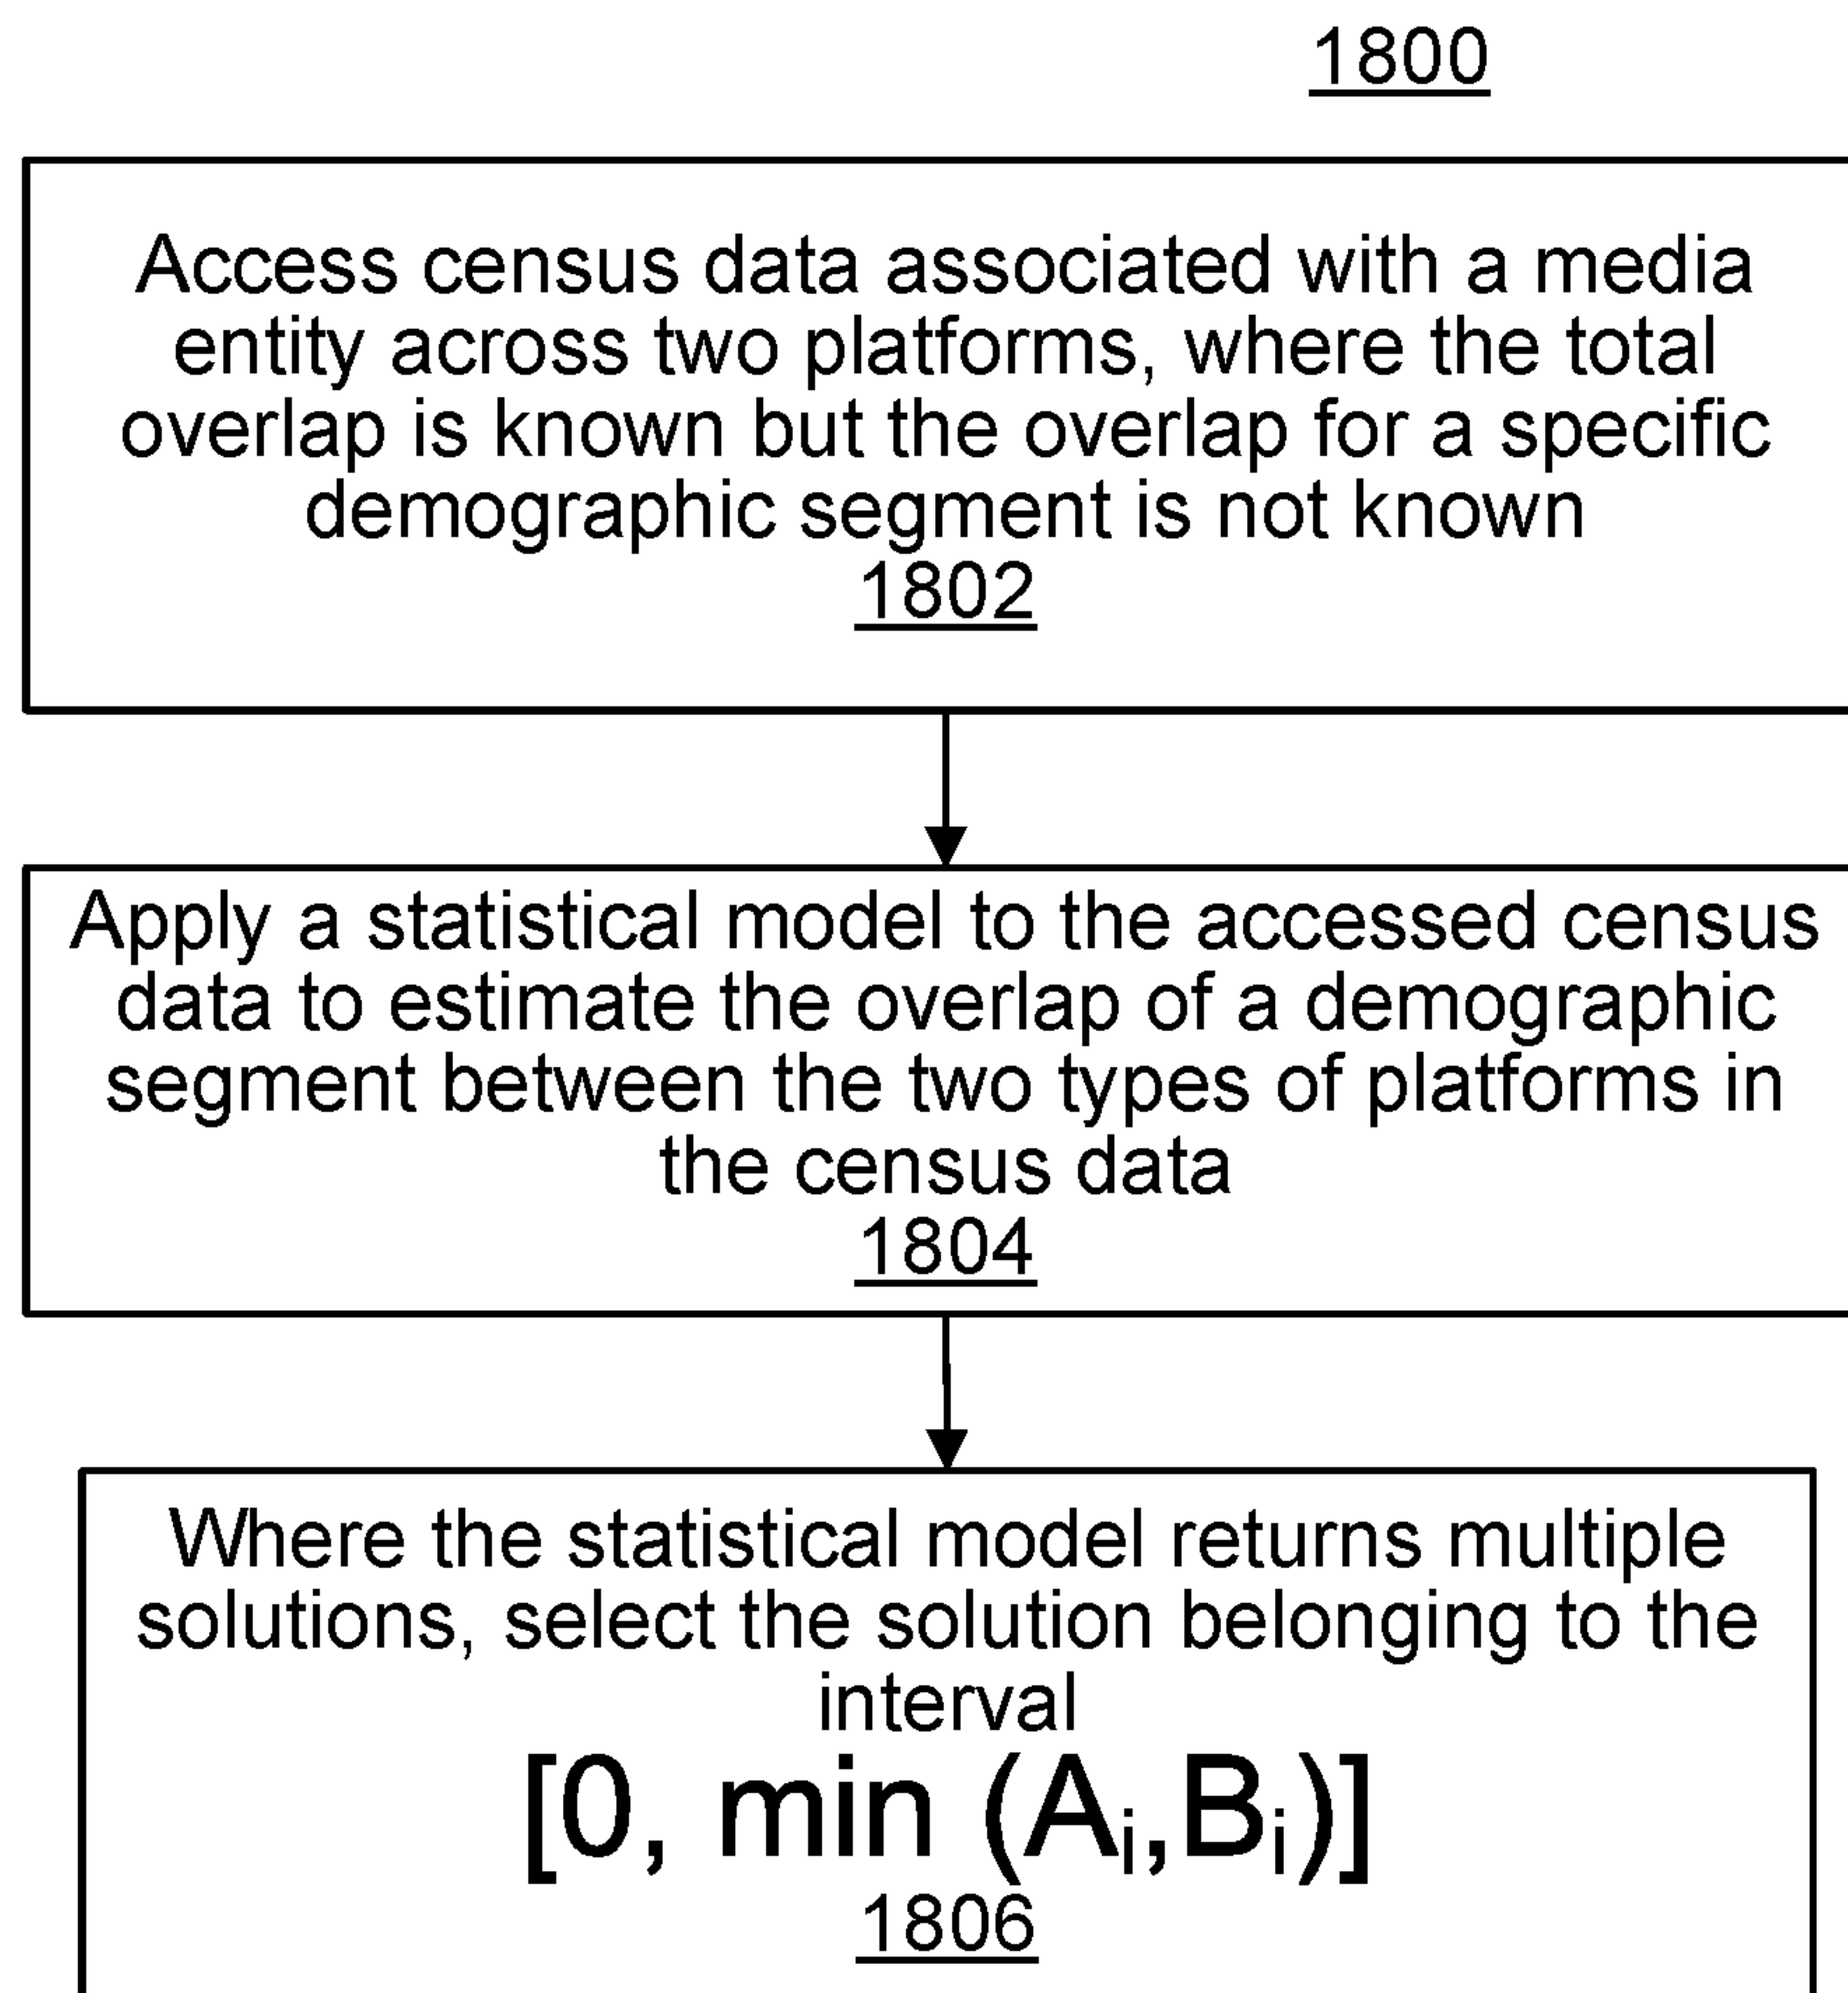 1800
Access census data associated with a media
entity across two platforms, where the total
overlap is known but the overlap for a specific
demographic segment is not known
1802
Apply a statistical model to the accessed census
data to estimate the overlap of a demographic
segment between the two types of platforms in
the census data
1804
Where the statistical model returns multiple
solutions, select the solution belonging to the
interval
[0, min (Aᵢ,Bᵢ)]
1806